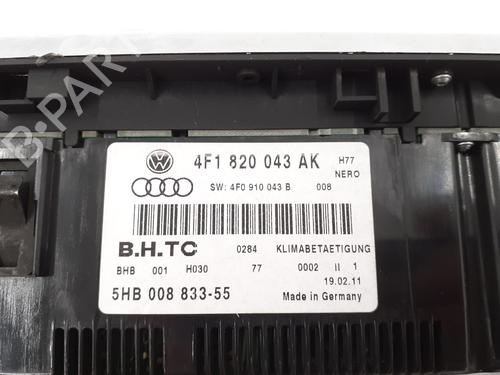 4F1 820 043 AK H77
NERO
SW: 4F0 910 043 B 008
B.H.TC 0284 KLIMABETAETIGUNG
BHB 001 H030 77 0002 II 1
19.02.11
5HB 008 833-55 Made in Germany
B-PARTS